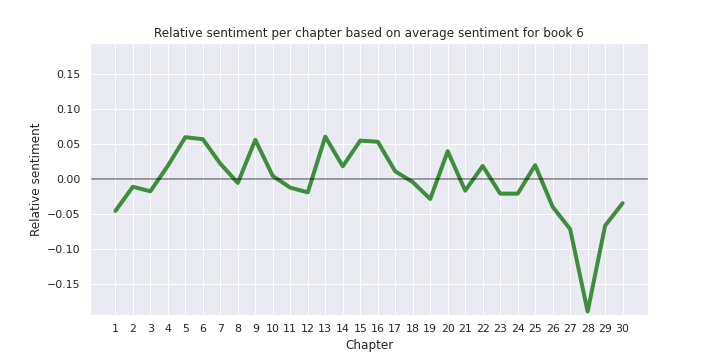 Relative sentiment per chapter based on average sentiment for book 6
0.15
0.10
0.05
0.00
−0.05
−0.10
−0.15
Relative sentiment
1 2 3 4 5 6 7 8 9 10 11 12 13 14 15 16 17 18 19 20 21 22 23 24 25 26 27 28 29 30
Chapter